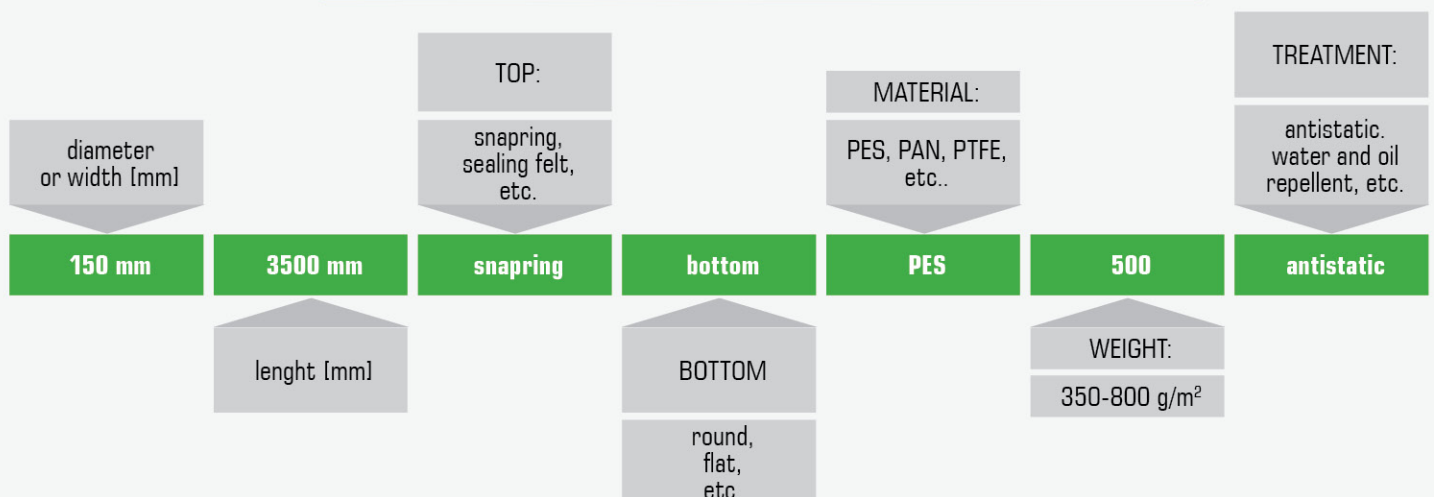 TOP:
snapring,
sealing felt,
etc.
MATERIAL:
PES, PAN, PTFE,
etc..
TREATMENT:
antistatic.
water and oil
repellent, etc.
diameter
or width [mm]
150 mm
3500 mm
snapring
bottom
PES
500
antistatic
lenght [mm]
BOTTOM
round,
flat,
etc
WEIGHT:
350-800 g/m²